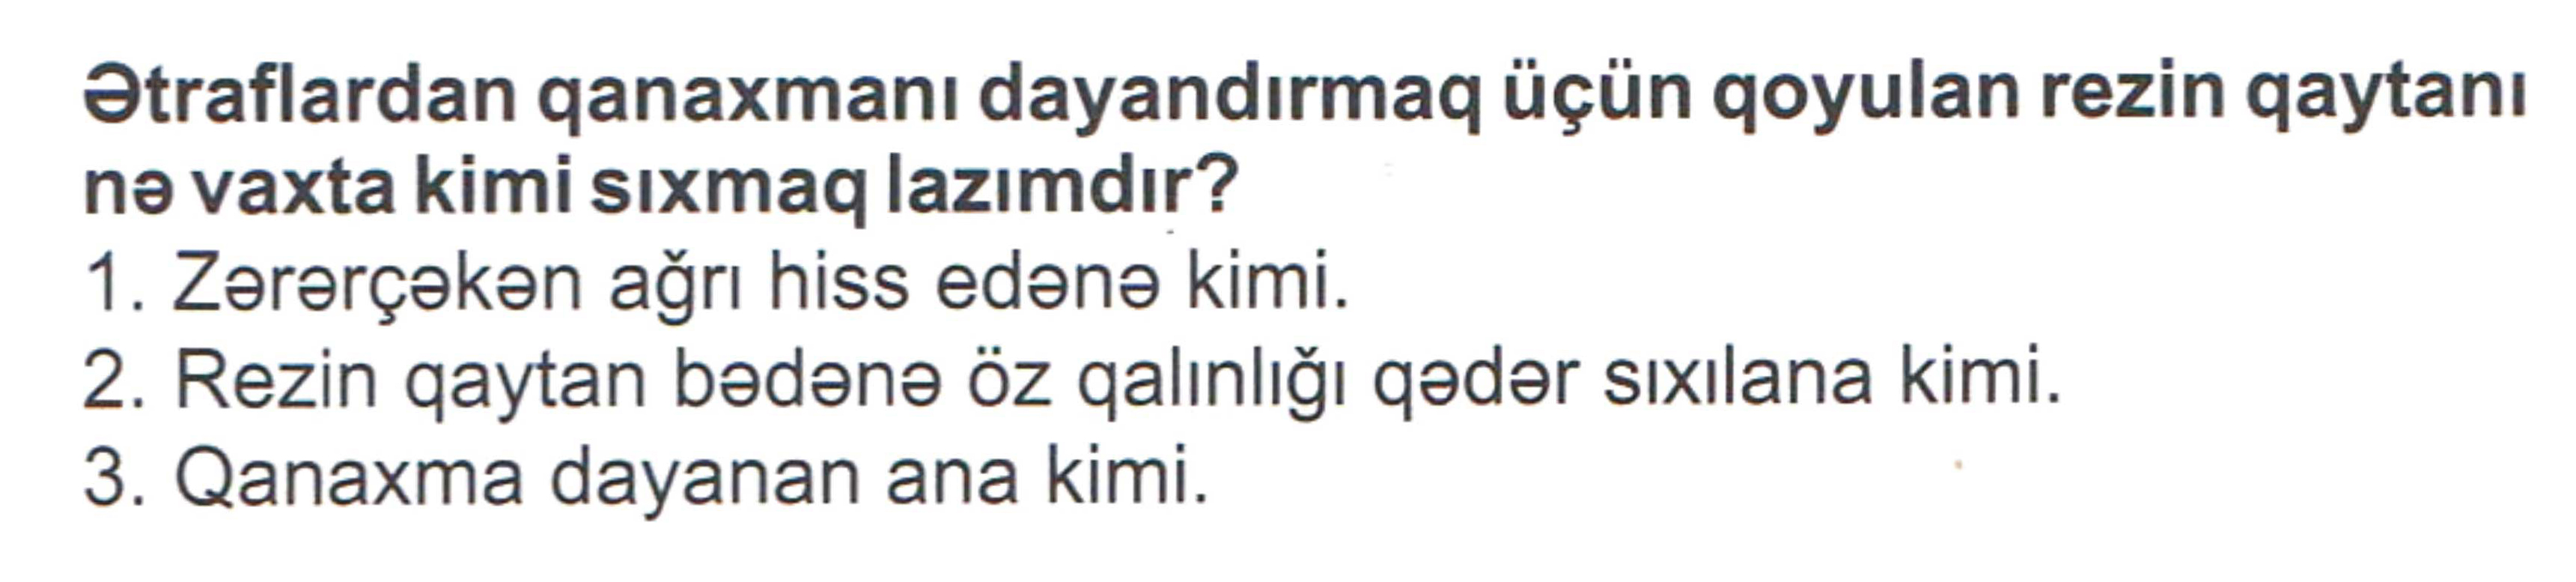 Ətraflardan qanaxmanı dayandırmaq üçün qoyulan rezin qaytanı
nə vaxta kimi sıxmaq lazımdır?
1. Zərərçəkən ağrı hiss edənə kimi.
2. Rezin qaytan bədənə öz qalınlığı qədər sıxılana kimi.
3. Qanaxma dayanan ana kimi.